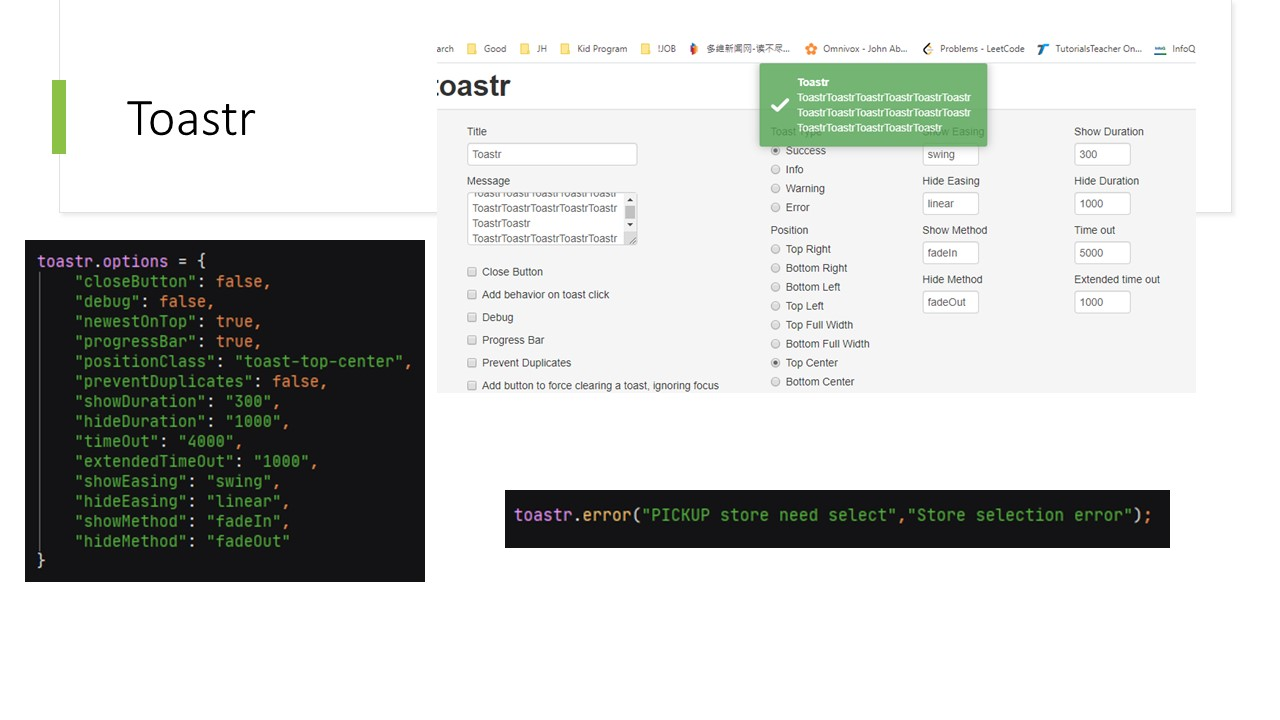 Toastr
arch Good JH Kid Program !JOB 多维新闻网-读不尽... Omnivox - John Ab... Problems - LeetCode TutorialsTeacher On... InfoQ
toastr
Toastr
ToastrToastrToastrToastrToastrToastr
ToastrToastrToastrToastrToastrToastr
ToastrToastrToastrToastrToastr
Title
Toastr
Message
ToastrToastrToastrToastrToastr
ToastrToastrToastrToastrToastr
ToastrToastr
ToastrToastrToastrToastrToastr
Close Button
Add behavior on toast click
Debug
Progress Bar
Prevent Duplicates
Add button to force clearing a toast, ignoring focus
Toast Type
Success
Info
Warning
Error
Position
Top Right
Bottom Right
Bottom Left
Top Left
Top Full Width
Bottom Full Width
Top Center
Bottom Center
Show Easing
swing
Hide Easing
linear
Show Method
fadeIn
Hide Method
fadeOut
Show Duration
300
Hide Duration
1000
Time out
5000
Extended time out
1000
toastr.options = {
"closeButton": false,
"debug": false,
"newestOnTop": true,
"progressBar": true,
"positionClass": "toast-top-center",
"preventDuplicates": false,
"showDuration": "300",
"hideDuration": "1000",
"timeOut": "4000",
"extendedTimeOut": "1000",
"showEasing": "swing",
"hideEasing": "linear",
"showMethod": "fadeIn",
"hideMethod": "fadeOut"
}
toastr.error("PICKUP store need select","Store selection error");